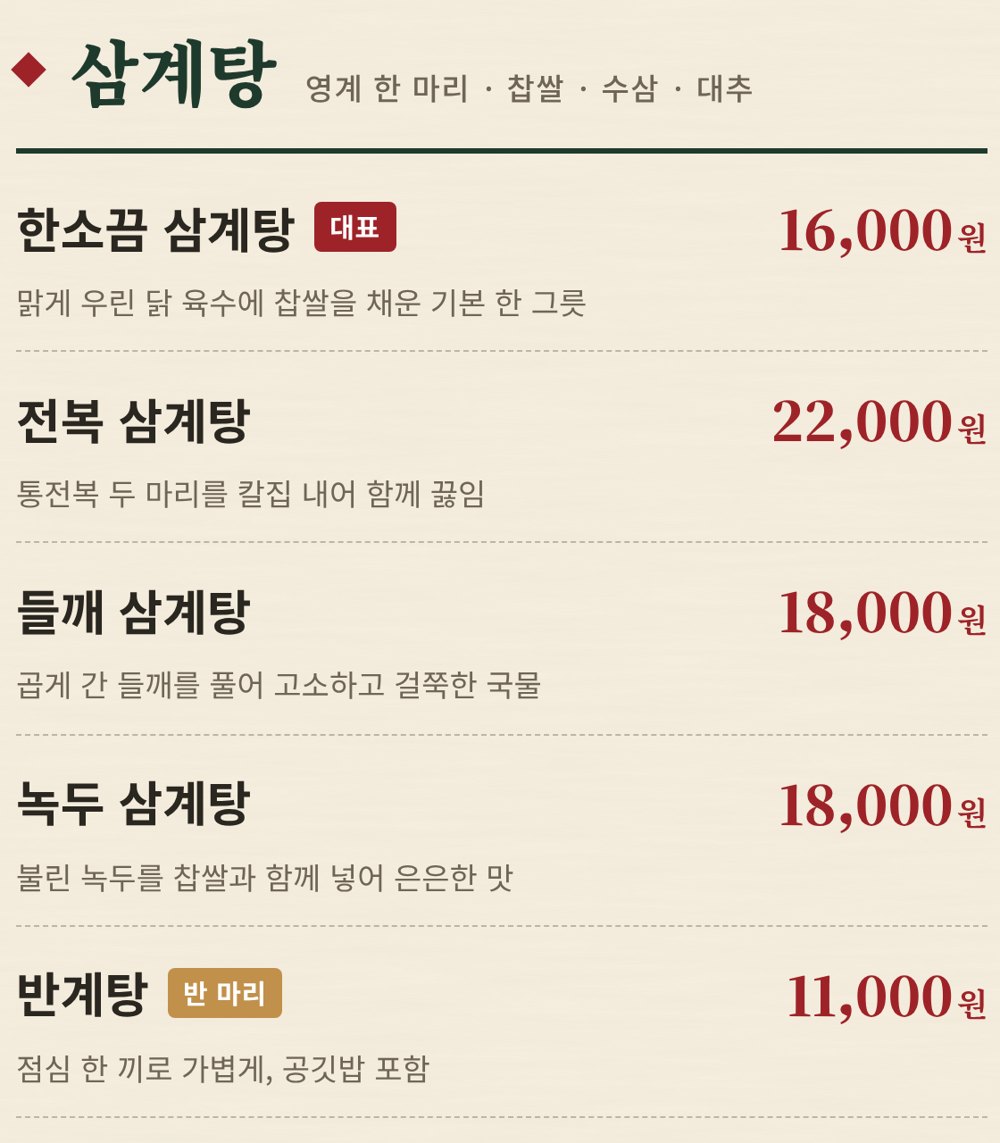 ◆ 삼계탕 영계 한 마리 · 찹쌀 · 수삼 · 대추
한소끔 삼계탕 대표 16,000원
맑게 우린 닭 육수에 찹쌀을 채운 기본 한 그릇
전복 삼계탕 22,000원
통전복 두 마리를 칼집 내어 함께 끓임
들깨 삼계탕 18,000원
곱게 간 들깨를 풀어 고소하고 걸쭉한 국물
녹두 삼계탕 18,000원
불린 녹두를 찹쌀과 함께 넣어 은은한 맛
반계탕 반 마리 11,000원
점심 한 끼로 가볍게, 공깃밥 포함